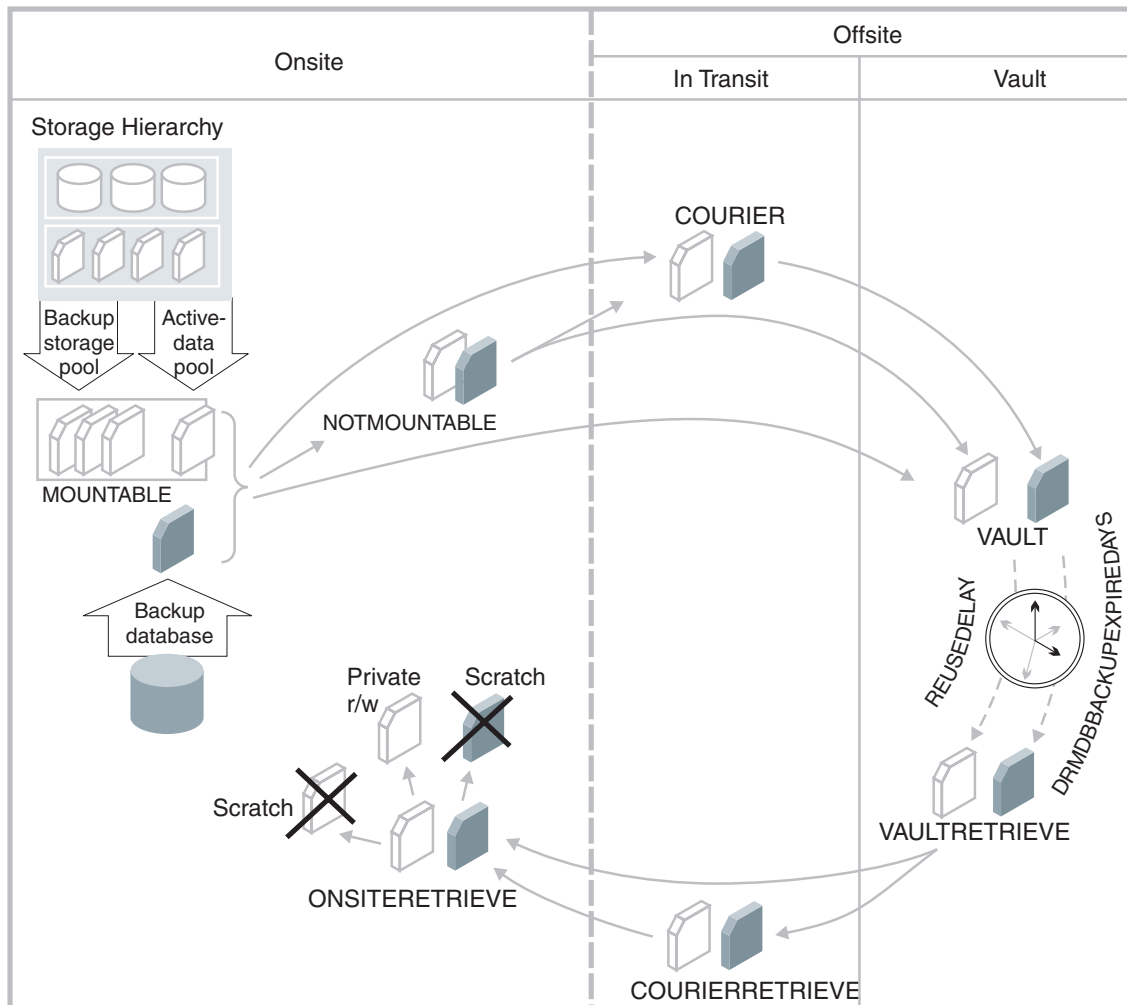 Onsite
Offsite
In Transit
Vault
Storage Hierarchy
COURIER
Backup
storage
pool
Active-
data
pool
NOTMOUNTABLE
MOUNTABLE
VAULT
REUSEDELAY
DRMDBBACKUPEXPIREDAYS
Backup
database
Private
r/w
Scratch
Scratch
VAULTRETRIEVE
ONSITERETRIEVE
COURIERRETRIEVE